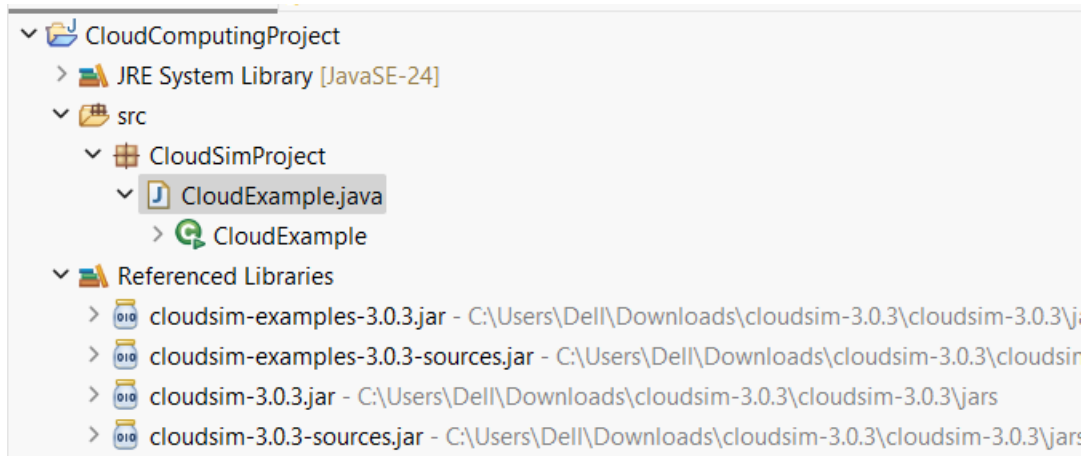 CloudComputingProject
JRE System Library [JavaSE-24]
src
CloudSimProject
CloudExample.java
CloudExample
Referenced Libraries
cloudsim-examples-3.0.3.jar - C:\Users\Dell\Downloads\cloudsim-3.0.3\cloudsim-3.0.3\ja
cloudsim-examples-3.0.3-sources.jar - C:\Users\Dell\Downloads\cloudsim-3.0.3\cloudsim
cloudsim-3.0.3.jar - C:\Users\Dell\Downloads\cloudsim-3.0.3\cloudsim-3.0.3\jars
cloudsim-3.0.3-sources.jar - C:\Users\Dell\Downloads\cloudsim-3.0.3\cloudsim-3.0.3\jars